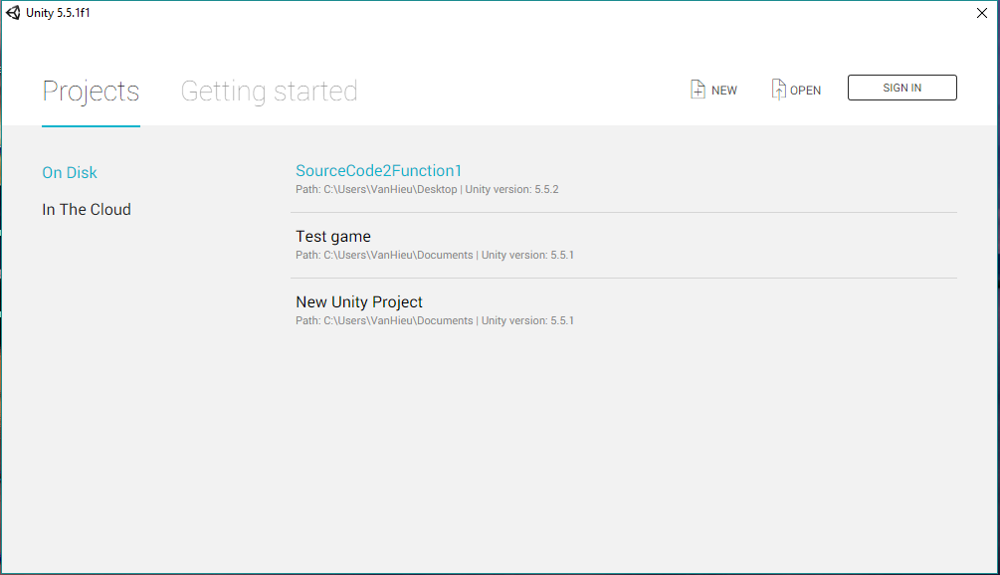 Unity 5.5.1f1
Projects
Getting started
NEW
OPEN
SIGN IN
On Disk
In The Cloud
SourceCode2Function1
Path: C:\Users\VanHieu\Desktop | Unity version: 5.5.2
Test game
Path: C:\Users\VanHieu\Documents | Unity version: 5.5.1
New Unity Project
Path: C:\Users\VanHieu\Documents | Unity version: 5.5.1